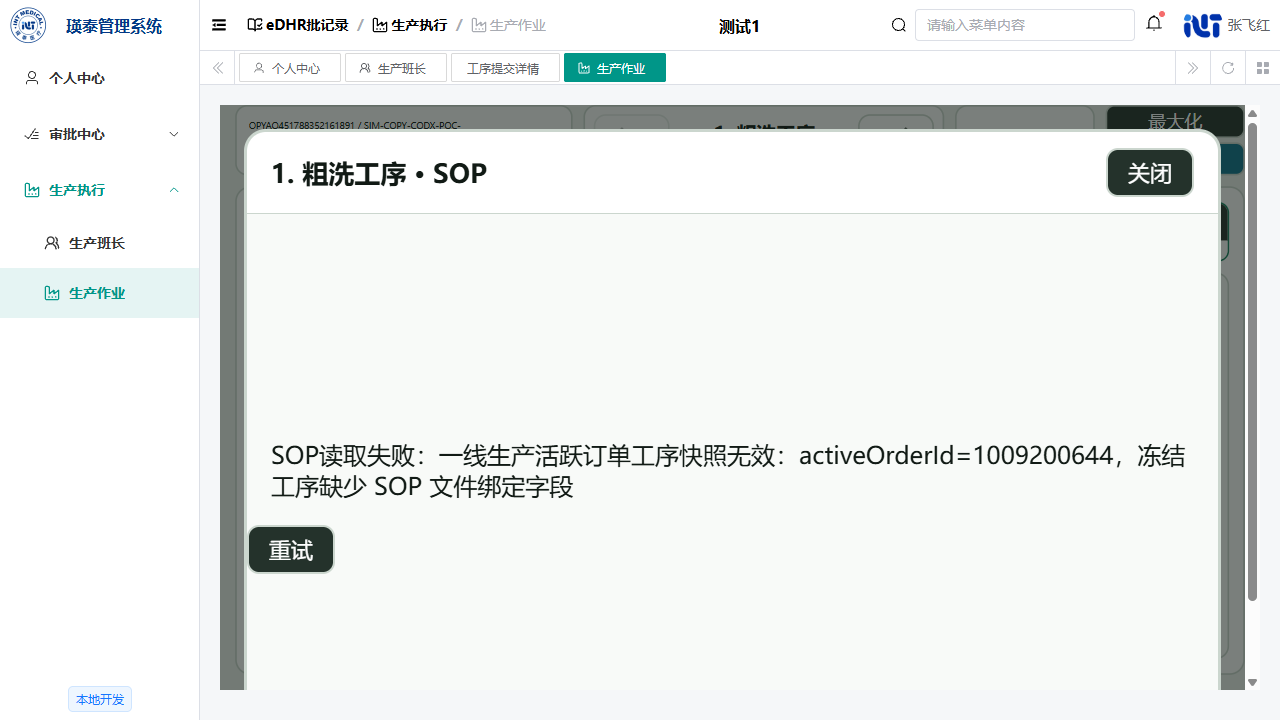 瑛泰管理系统
eDHR批记录 / 生产执行 / 生产作业
测试1
请输入菜单内容
张飞红
个人中心
审批中心
生产执行
生产班长
生产作业
本地开发
个人中心
生产班长
工序提交详情
生产作业
OPYAO451788352161891 / SIM-COPY-CODX-POC-
最大化
1. 粗洗工序 • SOP
关闭
SOP读取失败：一线生产活跃订单工序快照无效：activeOrderId=1009200644，冻结
工序缺少 SOP 文件绑定字段
重试